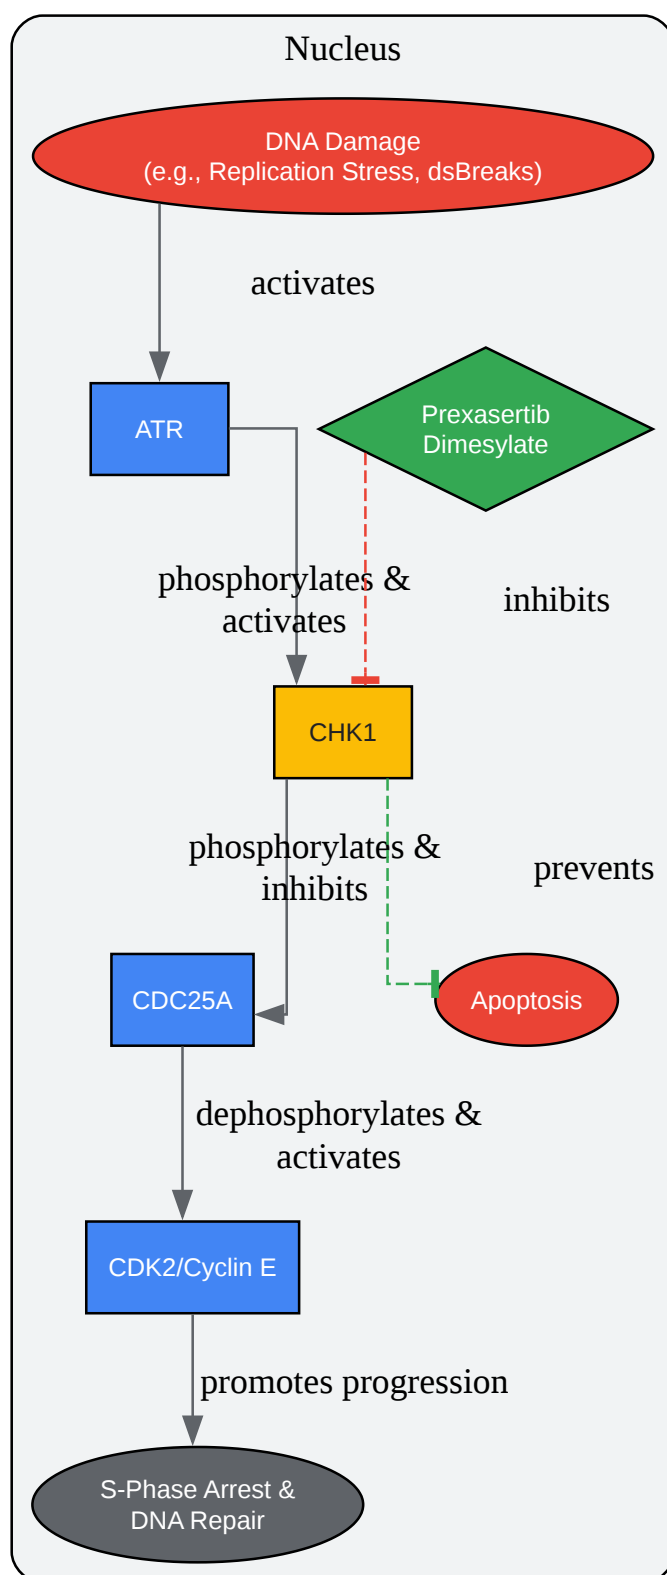 Nucleus
DNA Damage
(e.g., Replication Stress, dsBreaks)
activates
ATR
Prexasertib
Dimesylate
phosphorylates &
activates
inhibits
CHK1
phosphorylates &
inhibits
prevents
CDC25A
Apoptosis
dephosphorylates &
activates
CDK2/Cyclin E
promotes progression
S-Phase Arrest &
DNA Repair